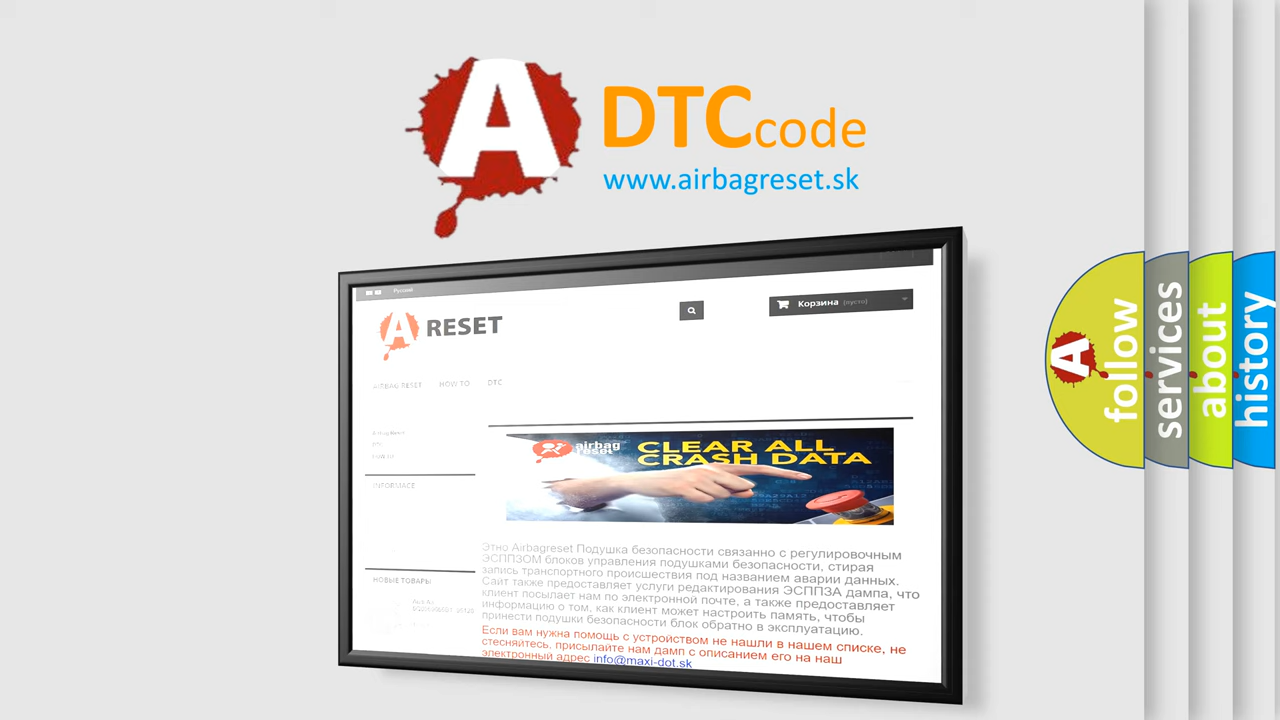 A DTCcode
www.airbagreset.sk
Русский
A RESET
Корзина (пусто)
AIRBAG RESET HOW TO DTC
Airbag Reset
INFORMACE
airbag
reset
CLEAR ALL
CRASH DATA
Этно Airbagreset Подушка безопасности связанно с регулировочным
ЭСППЗОМ блоков управления подушками безопасности, стирая
запись транспортного происшествия под названием аварии данных.
Сайт также предоставляет услуги редактирования ЭСППЗА дампа, что
клиент посылает нам по электронной почте, а также предоставляет
информацию о том, как клиент может настроить память, чтобы
принести подушки безопасности блок обратно в эксплуатацию.
Если вам нужна помощь с устройством не нашли в нашем списке, не
стесняйтесь, присылайте нам дамп с описанием его на наш
электронный адрес info@maxi-dot.sk
НОВЫЕ ТОВАРЫ
A follow
services
about
history